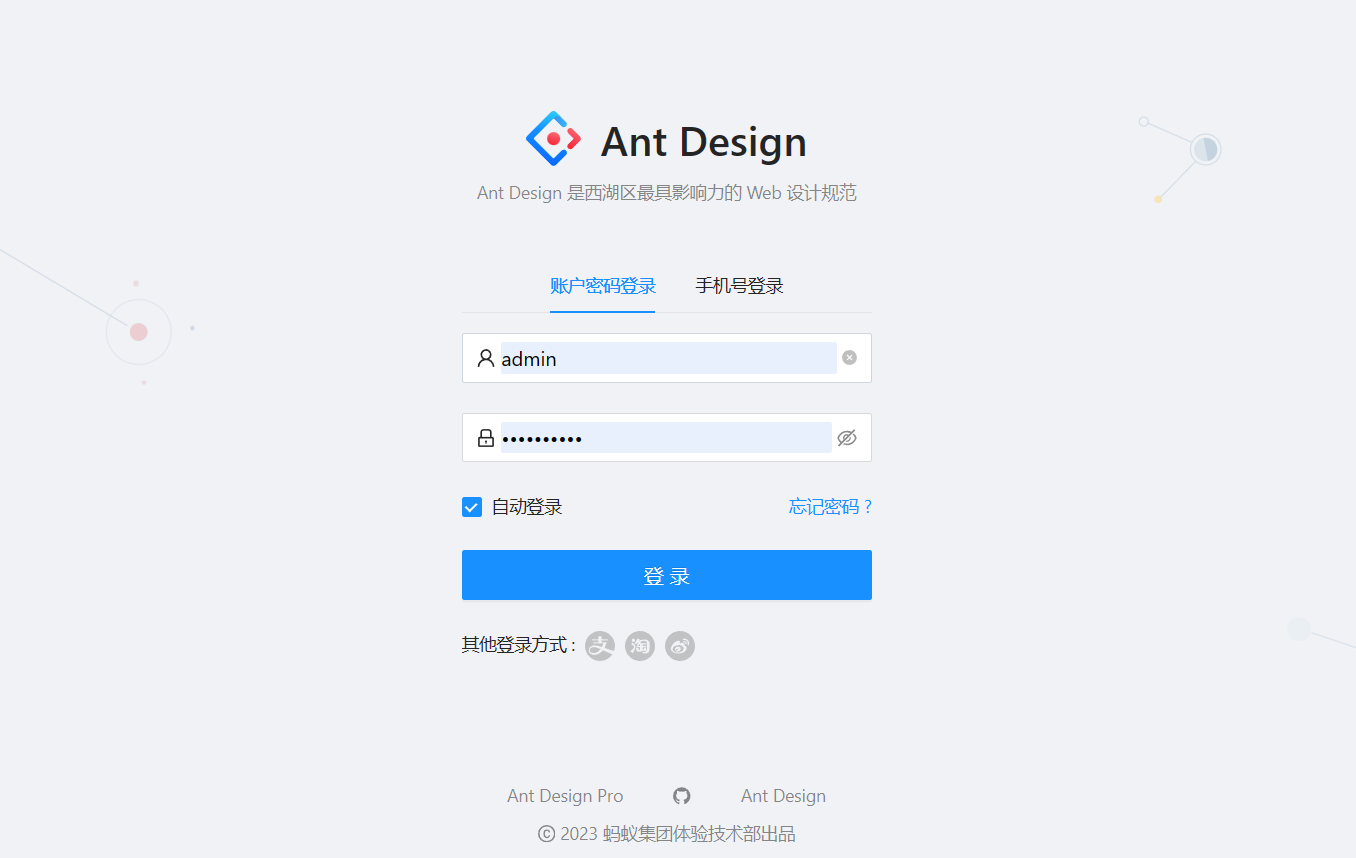 Ant Design
Ant Design 是西湖区最具影响力的 Web 设计规范
账户密码登录 手机号登录
admin
••••••••••
自动登录 忘记密码 ?
登 录
其他登录方式 : 支 淘
Ant Design Pro Ant Design
© 2023 蚂蚁集团体验技术部出品